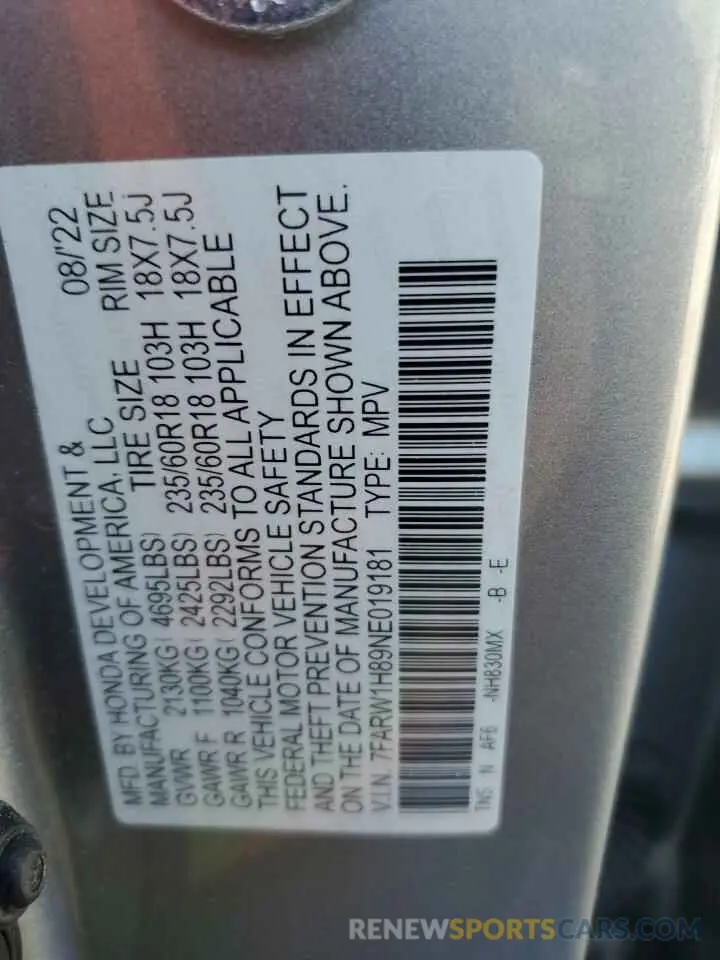 MFD. BY HONDA DEVELOPMENT & 08/'22
MANUFACTURING OF AMERICA, LLC
TIRE SIZE RIM SIZE
GVWR 2130KG( 4695LBS)
GAWR F 1100KG( 2425LBS) 235/60R18 103H 18X7.5J
GAWR R 1040KG( 2292LBS) 235/60R18 103H 18X7.5J
THIS VEHICLE CONFORMS TO ALL APPLICABLE
FEDERAL MOTOR VEHICLE SAFETY
AND THEFT PREVENTION STANDARDS IN EFFECT
ON THE DATE OF MANUFACTURE SHOWN ABOVE.
V.I.N. 7FARW1H89NE019181 TYPE: MPV
TNS N AF6 -NH830MX -B -E
RENEWSPORTSCARS.COM